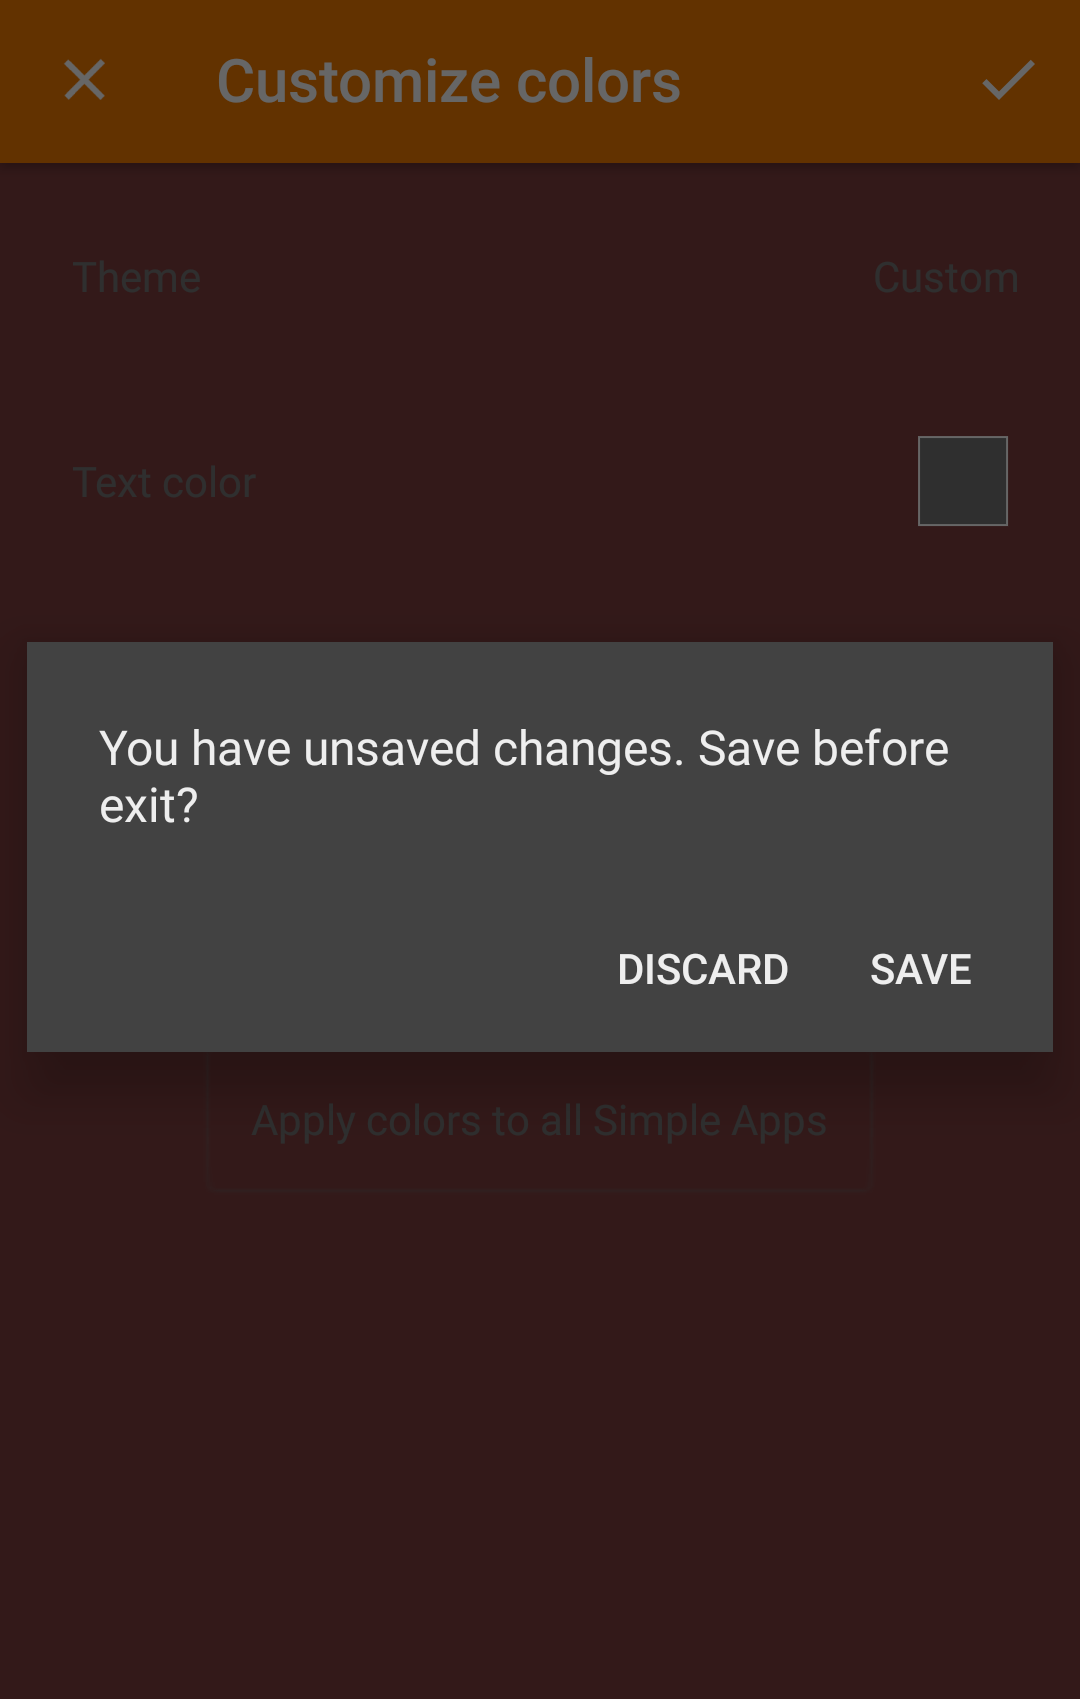 Customize colors
Theme
Custom
Text color
You have unsaved changes. Save before
exit?
DISCARD
SAVE
Apply colors to all Simple Apps